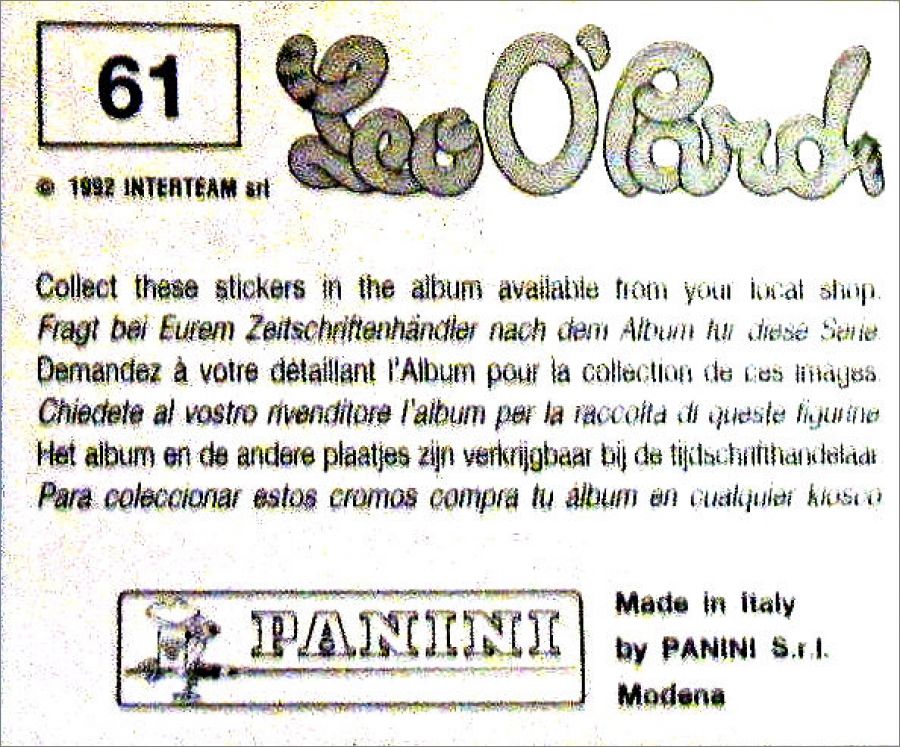 61
Leo O'Pard
© 1992 INTERTEAM srl
Collect these stickers in the album available from your local shop.
Fragt bei Eurem Zeitschriftenhändler nach dem Album für diese Serie
Demandez à votre détaillant l'Album pour la collection de ces images
Chiedete al vostro rivenditore l'album per la raccolta di queste figurine
Het album en de andere plaatjes zijn verkrijgbaar bij de tijdschrifthandelaar
Para coleccionar estos cromos compra tu álbum en cualquier kiosco
PANINI
Made in Italy
by PANINI S.r.l.
Modena